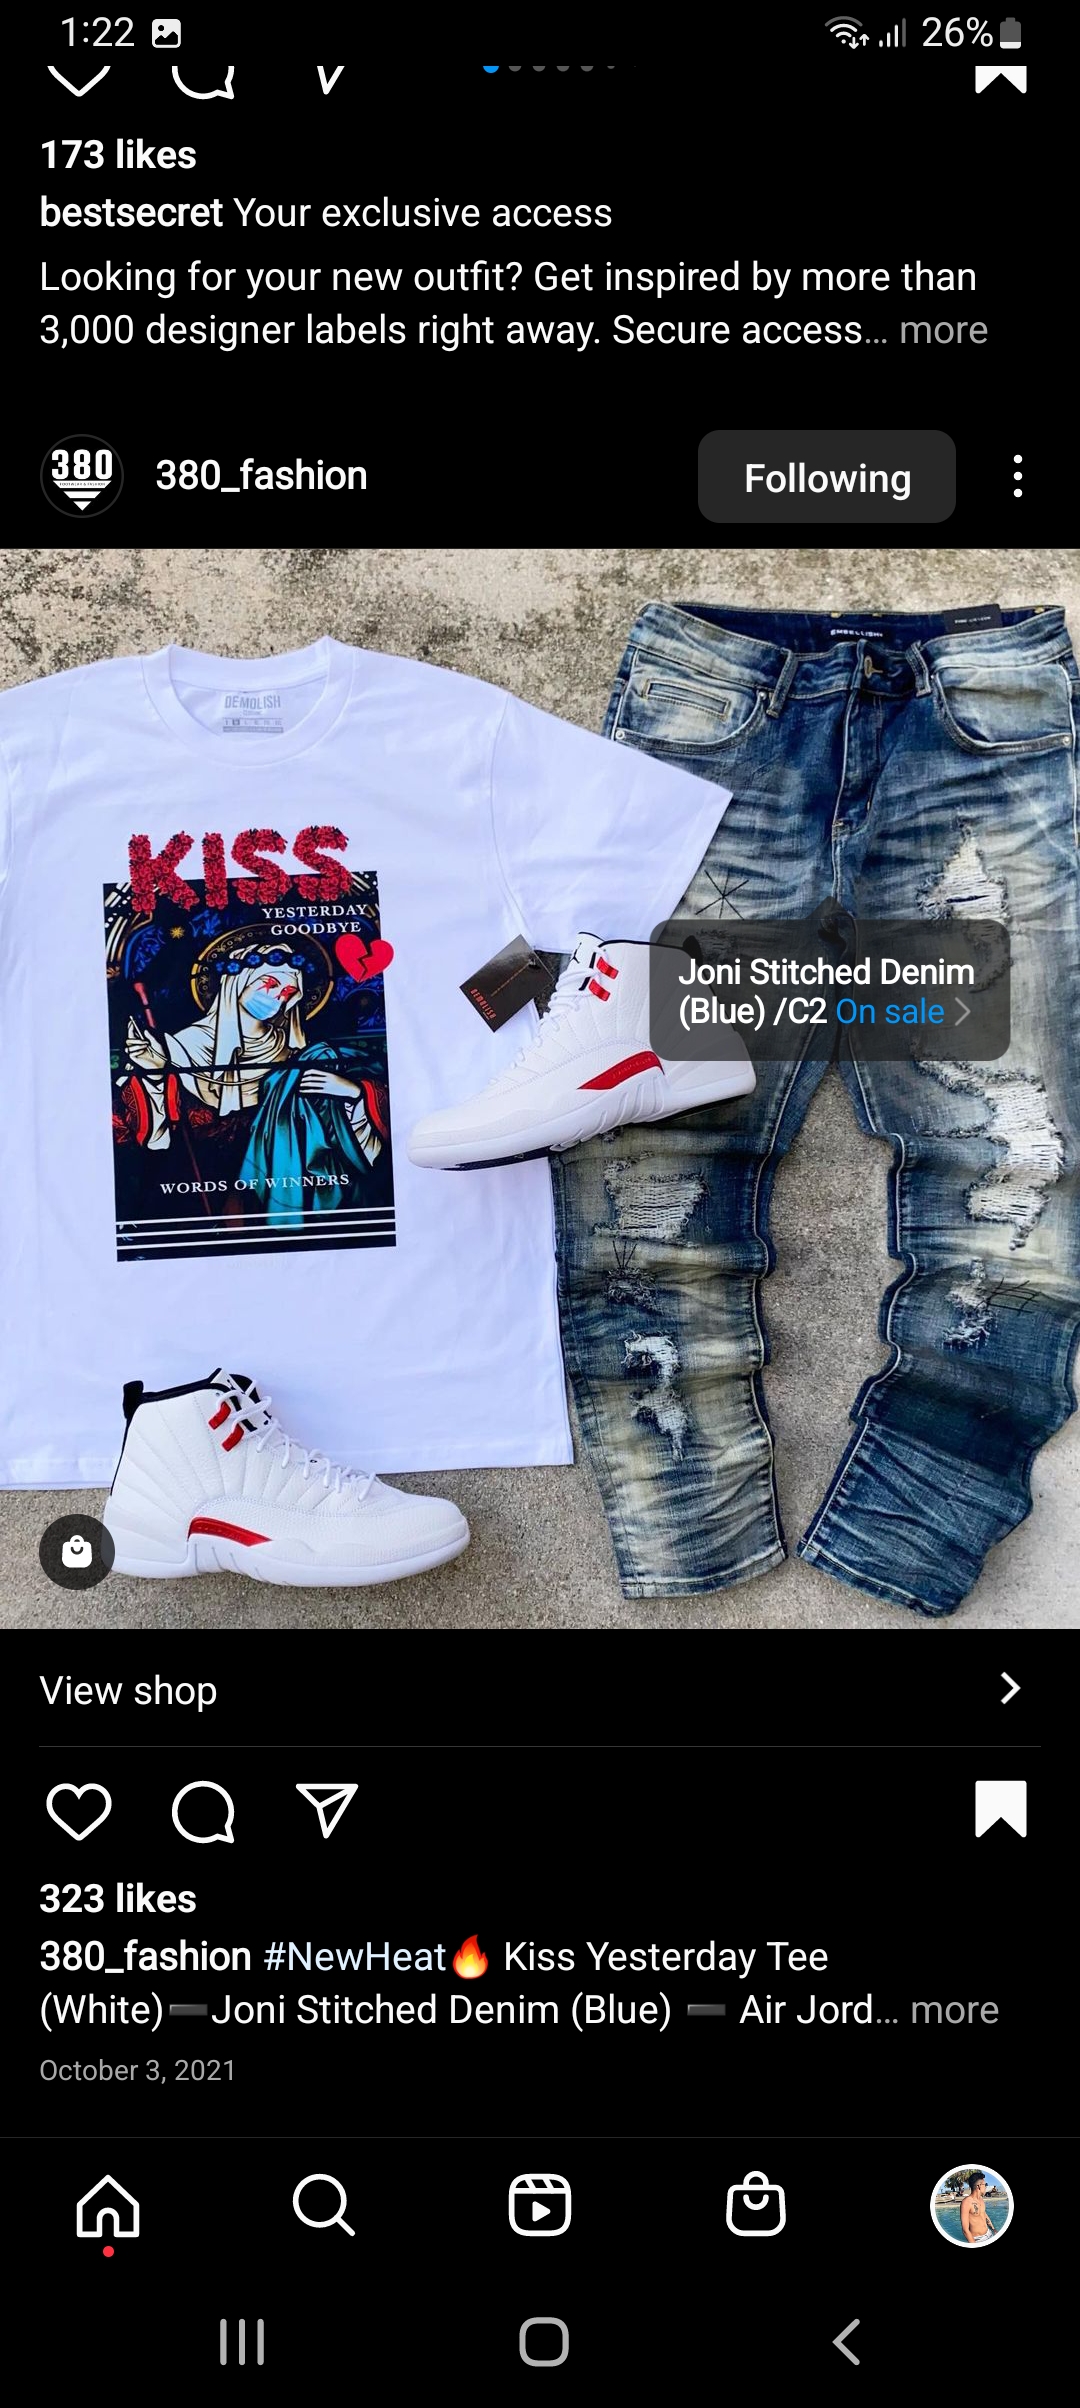 1:22
26%
173 likes
bestsecret Your exclusive access
Looking for your new outfit? Get inspired by more than
3,000 designer labels right away. Secure access... more
380
380_fashion
Following
EMBELLISH
DEMOLISH
KISS
YESTERDAY
GOODBYE
DEMOLISH
Joni Stitched Denim
(Blue) /C2 On sale >
WORDS OF WINNERS
View shop
323 likes
380_fashion #NewHeat🔥 Kiss Yesterday Tee
(White)➖Joni Stitched Denim (Blue) ➖ Air Jord... more
October 3, 2021